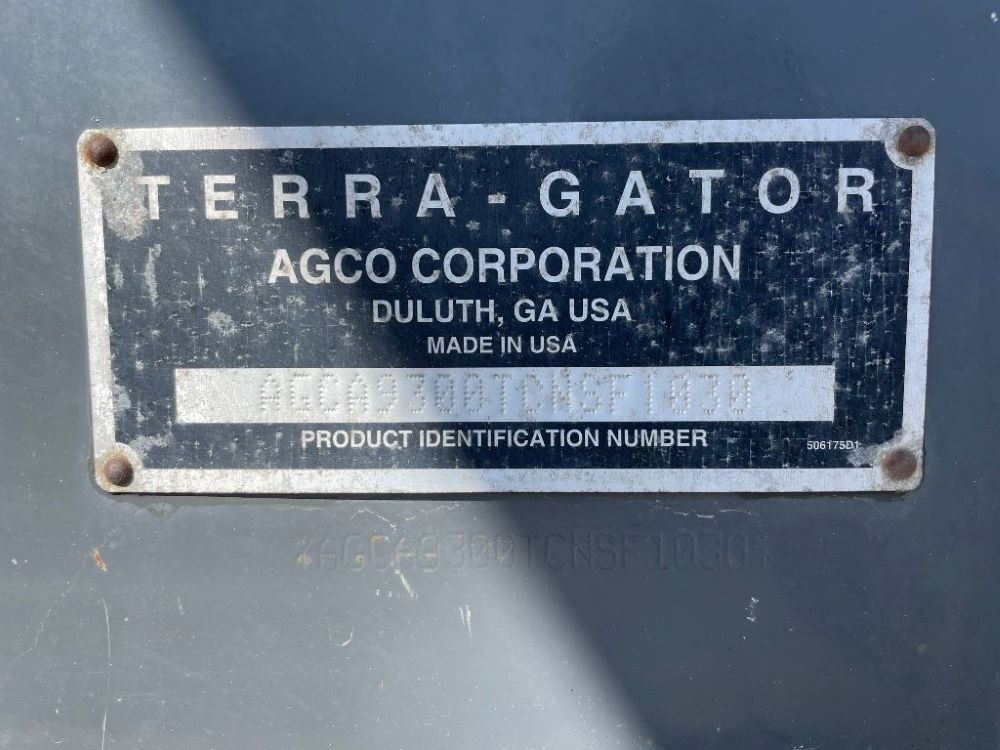 TERRA-GATOR
AGCO CORPORATION
DULUTH, GA USA
MADE IN USA
AGCA9300TCNSF1030
PRODUCT IDENTIFICATION NUMBER
506175D1
*AGCA9300TCNSF1030*